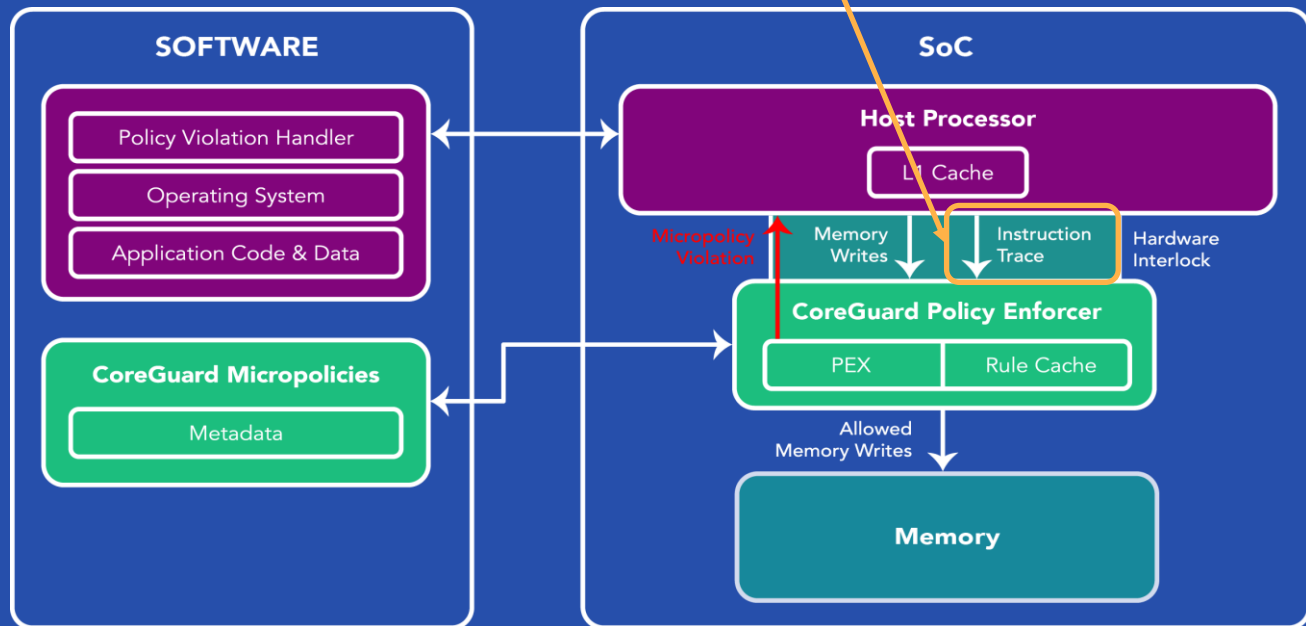 SOFTWARE
Policy Violation Handler
Operating System
Application Code & Data
CoreGuard Micropolicies
Metadata
SoC
Host Processor
L1 Cache
Micropolicy
Violation
Memory
Writes
Instruction
Trace
Hardware
Interlock
CoreGuard Policy Enforcer
PEX
Rule Cache
Allowed
Memory Writes
Memory